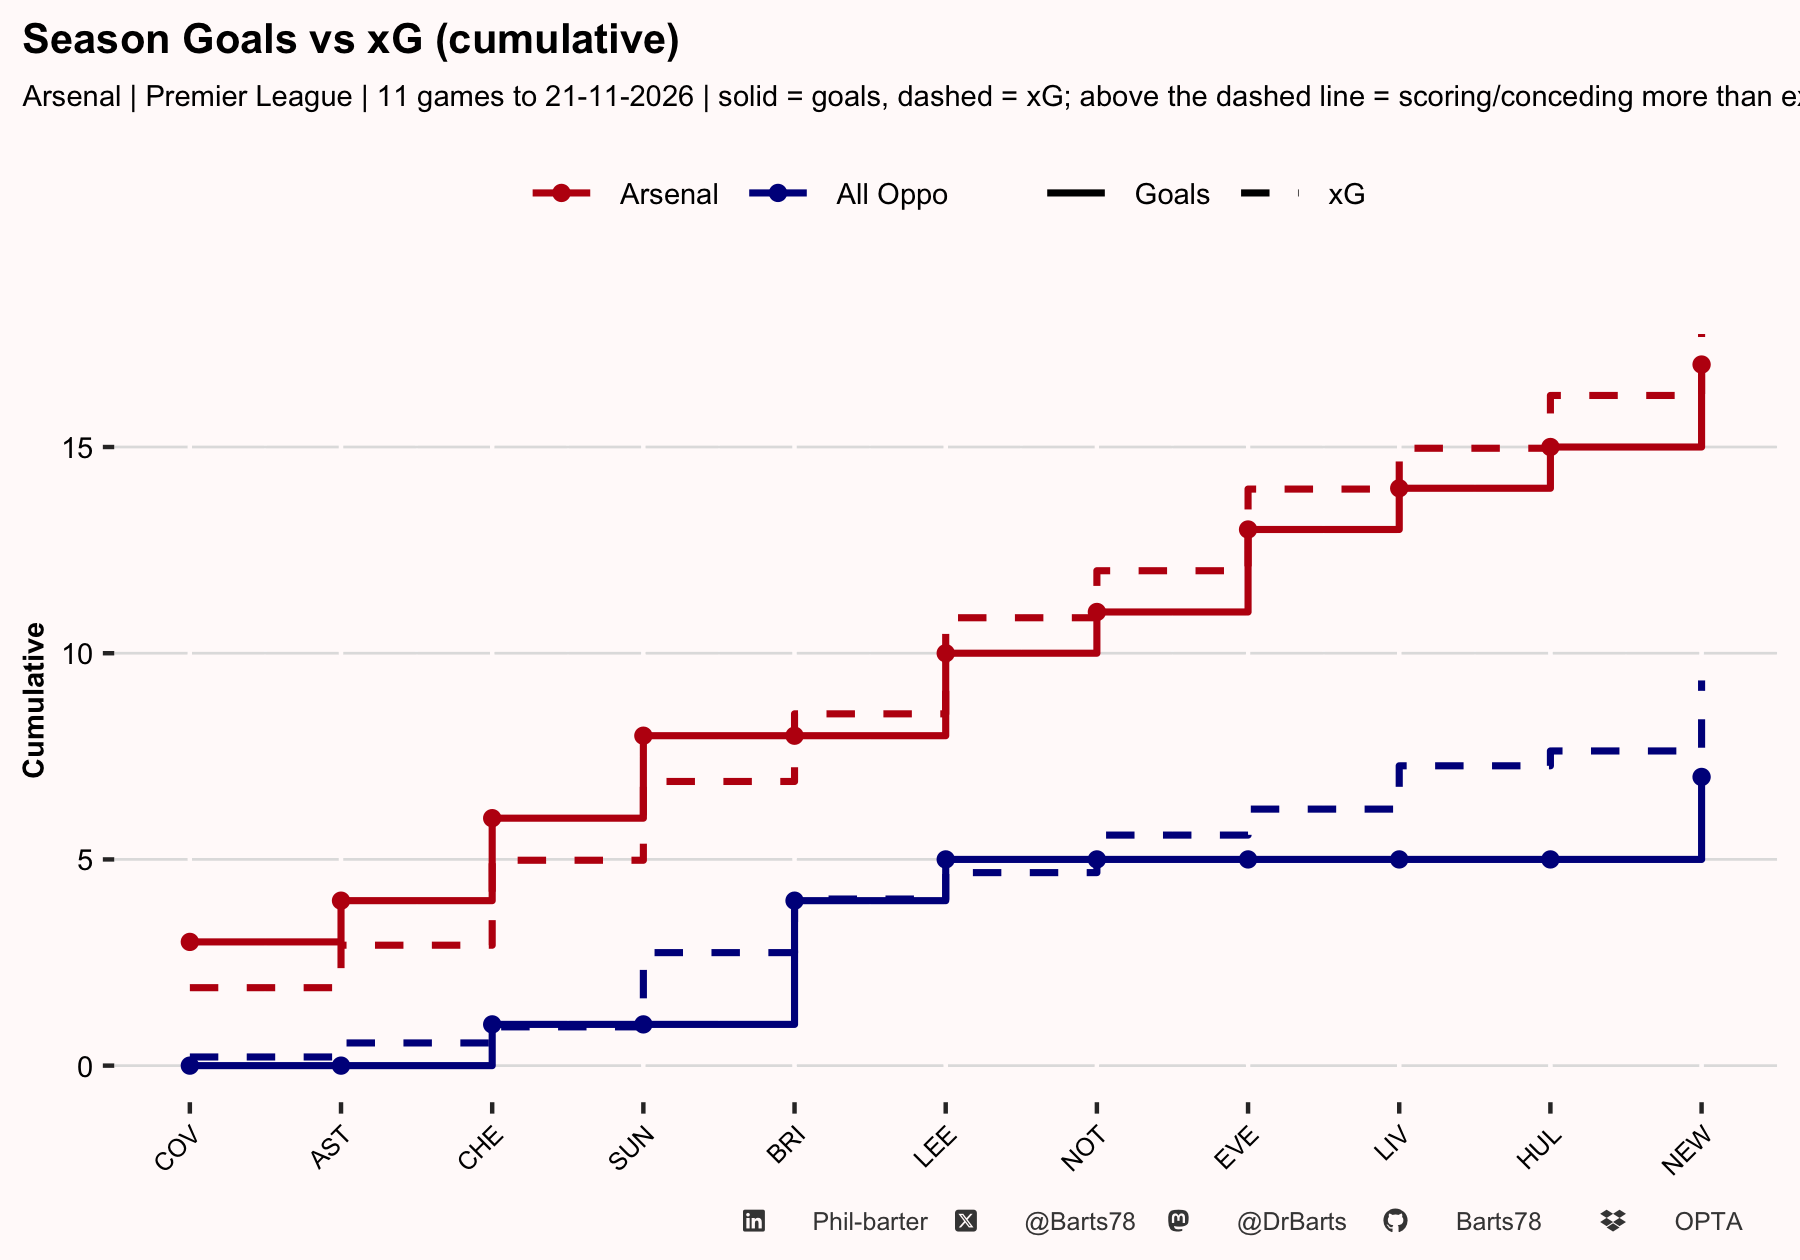 Season Goals vs xG (cumulative)
Arsenal | Premier League | 11 games to 21-11-2026 | solid = goals, dashed = xG; above the dashed line = scoring/conceding more than
Arsenal All Oppo Goals xG
Cumulative
15
10
5
0
COV AST CHE SUN BRI LEE NOT EVE LIV HUL NEW
Phil-barter @Barts78 @DrBarts Barts78 OPTA